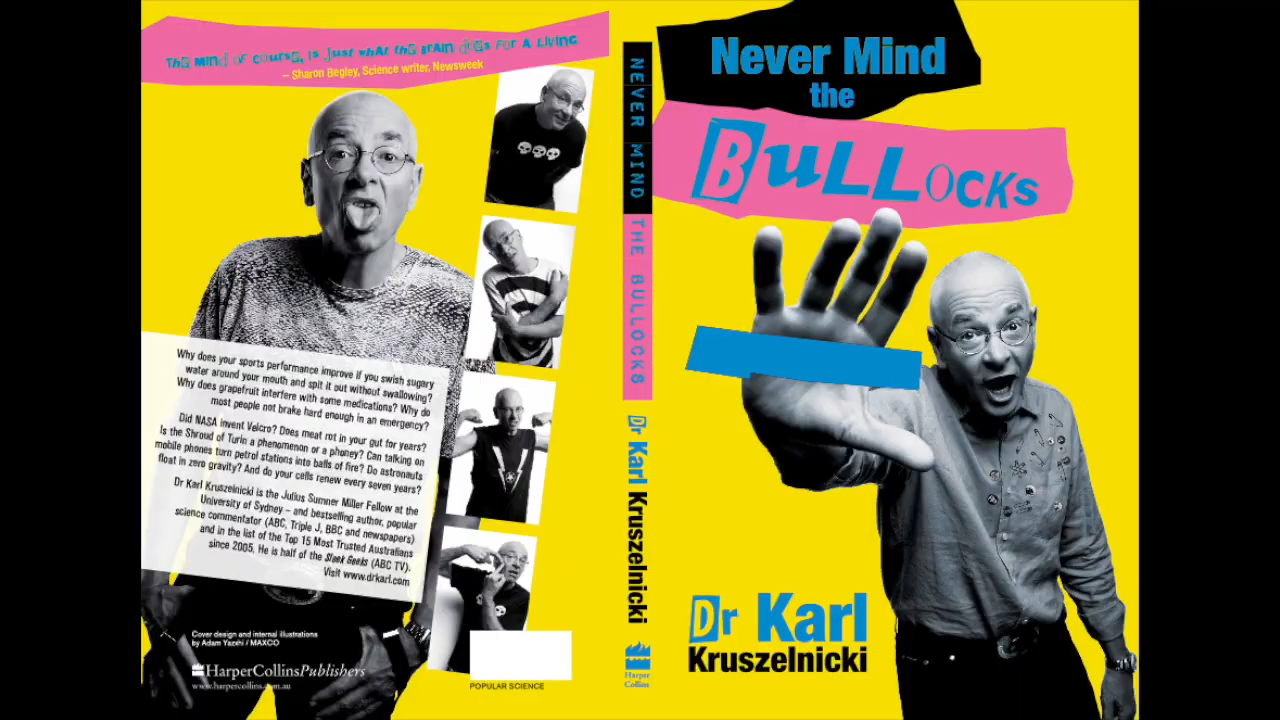 The Mind of course, is just what the brain does for a living
– Sharon Begley, Science writer, Newsweek
Why does your sports performance improve if you swish sugary
water around your mouth and spit it out without swallowing?
Why does grapefruit interfere with some medications? Why do
most people not brake hard enough in an emergency?
Did NASA invent Velcro? Does meat rot in your gut for years?
Is the Shroud of Turin a phenomenon or a phoney? Can talking on
mobile phones turn petrol stations into balls of fire? Do astronauts
float in zero gravity? And do your cells renew every seven years?
Dr Karl Kruszelnicki is the Julius Sumner Miller Fellow at the
University of Sydney – and bestselling author, popular
science commentator (ABC, Triple J, BBC and newspapers)
and in the list of the Top 15 Most Trusted Australians
since 2005. He is half of the Sleek Geeks (ABC TV).
Visit www.drkarl.com
Cover design and internal illustrations
by Adam Yazxhi / MAXCO
HarperCollinsPublishers
www.harpercollins.com.au
POPULAR SCIENCE
NEVER MIND THE BULLOCKS
Dr Karl Kruszelnicki
Harper
Collins
Never Mind
the
BuLLOCKS
Dr Karl
Kruszelnicki